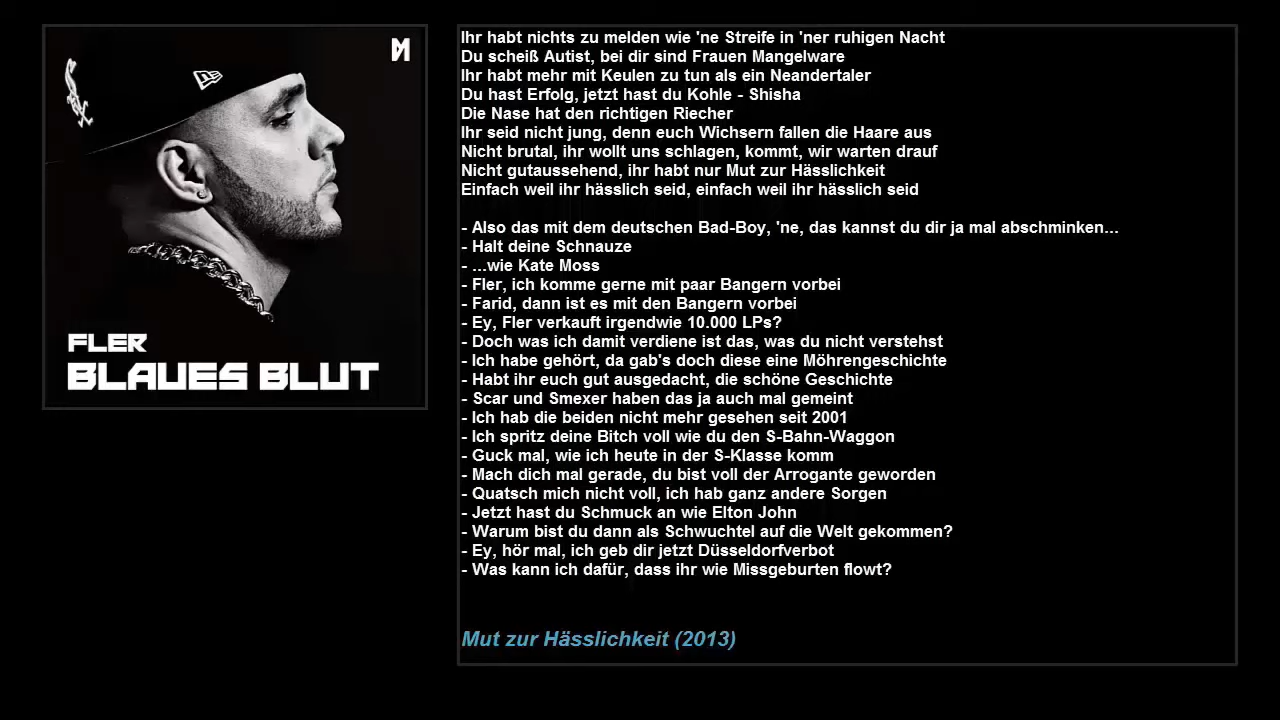 FLER
BLAUES BLUT
Ihr habt nichts zu melden wie 'ne Streife in 'ner ruhigen Nacht
Du scheiß Autist, bei dir sind Frauen Mangelware
Ihr habt mehr mit Keulen zu tun als ein Neandertaler
Du hast Erfolg, jetzt hast du Kohle - Shisha
Die Nase hat den richtigen Riecher
Ihr seid nicht jung, denn euch Wichsern fallen die Haare aus
Nicht brutal, ihr wollt uns schlagen, kommt, wir warten drauf
Nicht gutaussehend, ihr habt nur Mut zur Hässlichkeit
Einfach weil ihr hässlich seid, einfach weil ihr hässlich seid
- Also das mit dem deutschen Bad-Boy, 'ne, das kannst du dir ja mal abschminken...
- Halt deine Schnauze
- ...wie Kate Moss
- Fler, ich komme gerne mit paar Bangern vorbei
- Farid, dann ist es mit den Bangern vorbei
- Ey, Fler verkauft irgendwie 10.000 LPs?
- Doch was ich damit verdiene ist das, was du nicht verstehst
- Ich habe gehört, da gab's doch diese eine Möhrengeschichte
- Habt ihr euch gut ausgedacht, die schöne Geschichte
- Scar und Smexer haben das ja auch mal gemeint
- Ich hab die beiden nicht mehr gesehen seit 2001
- Ich spritz deine Bitch voll wie du den S-Bahn-Waggon
- Guck mal, wie ich heute in der S-Klasse komm
- Mach dich mal gerade, du bist voll der Arrogante geworden
- Quatsch mich nicht voll, ich hab ganz andere Sorgen
- Jetzt hast du Schmuck an wie Elton John
- Warum bist du dann als Schwuchtel auf die Welt gekommen?
- Ey, hör mal, ich geb dir jetzt Düsseldorfverbot
- Was kann ich dafür, dass ihr wie Missgeburten flowt?
Mut zur Hässlichkeit (2013)